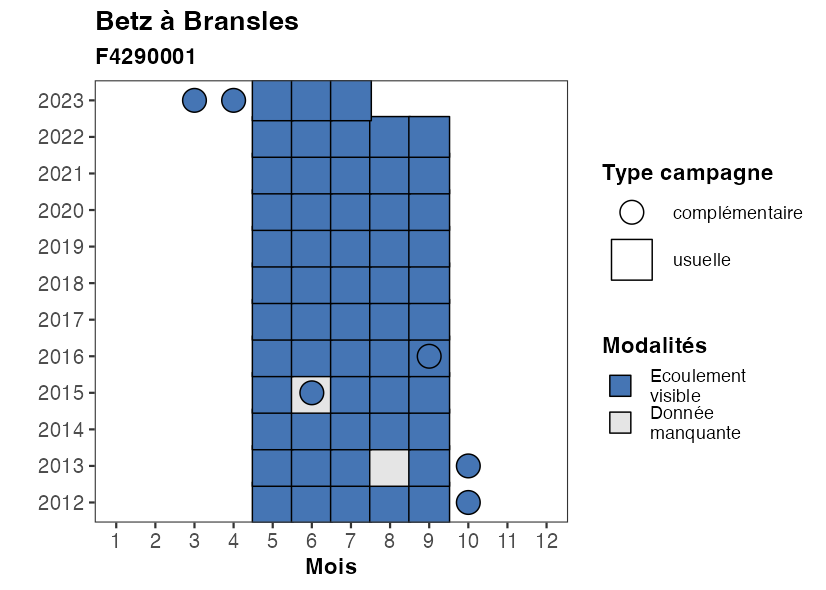 Betz à Bransles
F4290001
2023
2022
2021
2020
2019
2018
2017
2016
2015
2014
2013
2012
1 2 3 4 5 6 7 8 9 10 11 12
Mois
Type campagne
complémentaire
usuelle
Modalités
Ecoulement
visible
Donnée
manquante